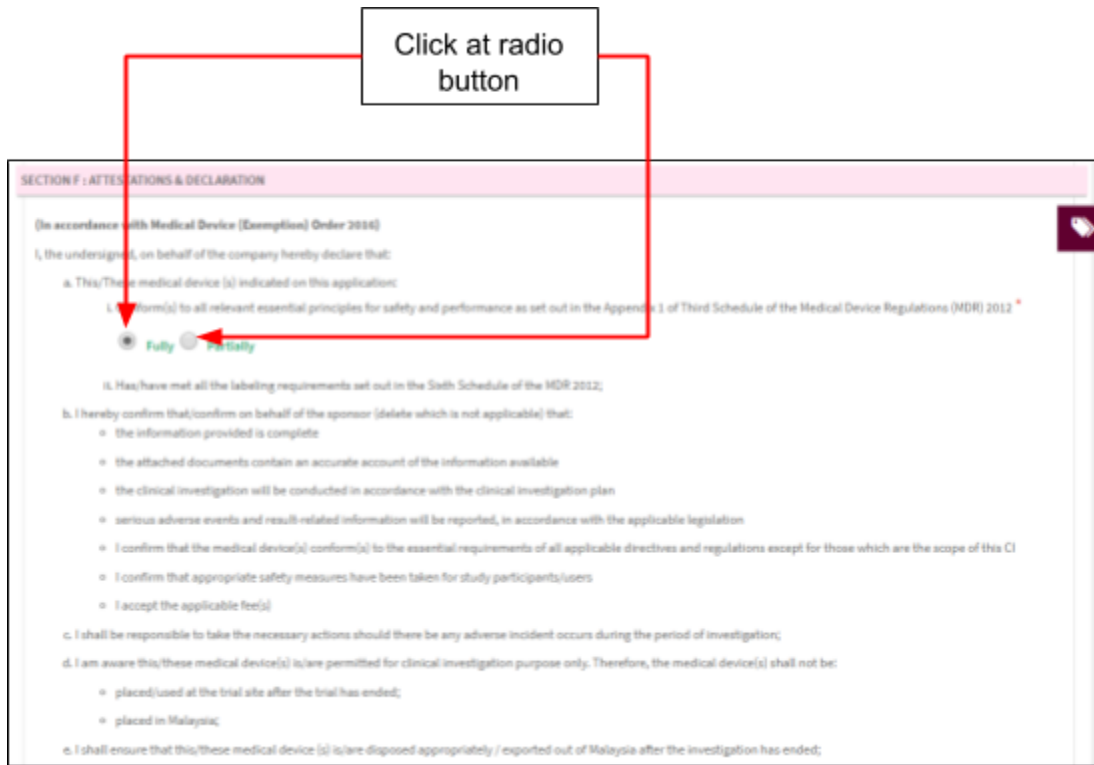 Click at radio
button
SECTION F : ATTESTATIONS & DECLARATION
(In accordance with Medical Device (Exemption) Order 2016)
I, the undersigned, on behalf of the company hereby declare that:
a. This/These medical device (s) indicated on this application:
i. form(s) to all relevant essential principles for safety and performance as set out in the Appendix 1 of Third Schedule of the Medical Device Regulations (MDR) 2012 *
Fully Partially
ii. Has/have met all the labeling requirements set out in the Sixth Schedule of the MDR 2012;
b. I hereby confirm that/confirm on behalf of the sponsor (delete which is not applicable) that:
the information provided is complete
the attached documents contain an accurate account of the information available
the clinical investigation will be conducted in accordance with the clinical investigation plan
serious adverse events and result-related information will be reported, in accordance with the applicable legislation
I confirm that the medical device(s) conform(s) to the essential requirements of all applicable directives and regulations except for those which are the scope of this CI
I confirm that appropriate safety measures have been taken for study participants/users
I accept the applicable fee(s)
c. I shall be responsible to take the necessary actions should there be any adverse incident occurs during the period of investigation;
d. I am aware this/these medical device(s) is/are permitted for clinical investigation purpose only. Therefore, the medical device(s) shall not be:
placed/used at the trial site after the trial has ended;
placed in Malaysia;
e. I shall ensure that this/these medical device (s) is/are disposed appropriately / exported out of Malaysia after the investigation has ended;